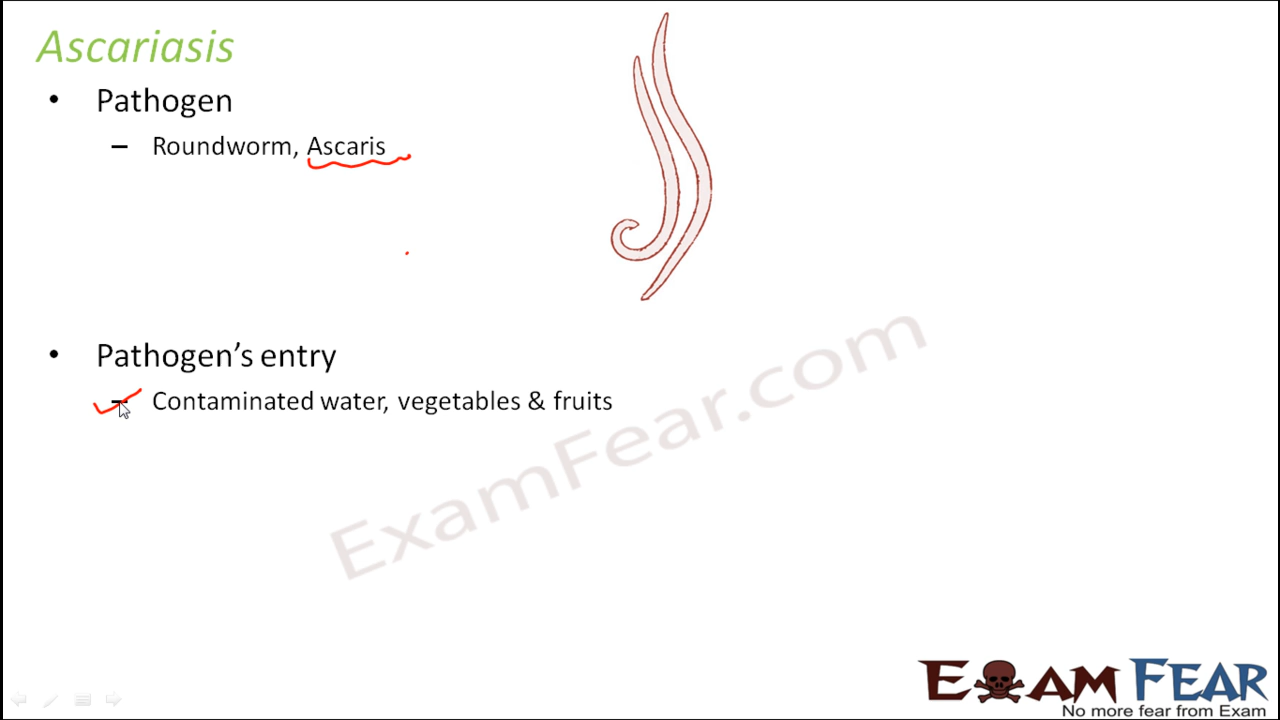 Ascariasis
• Pathogen
– Roundworm, Ascaris
• Pathogen’s entry
– Contaminated water, vegetables & fruits
ExamFear.com
EXAM FEAR
No more fear from Exam